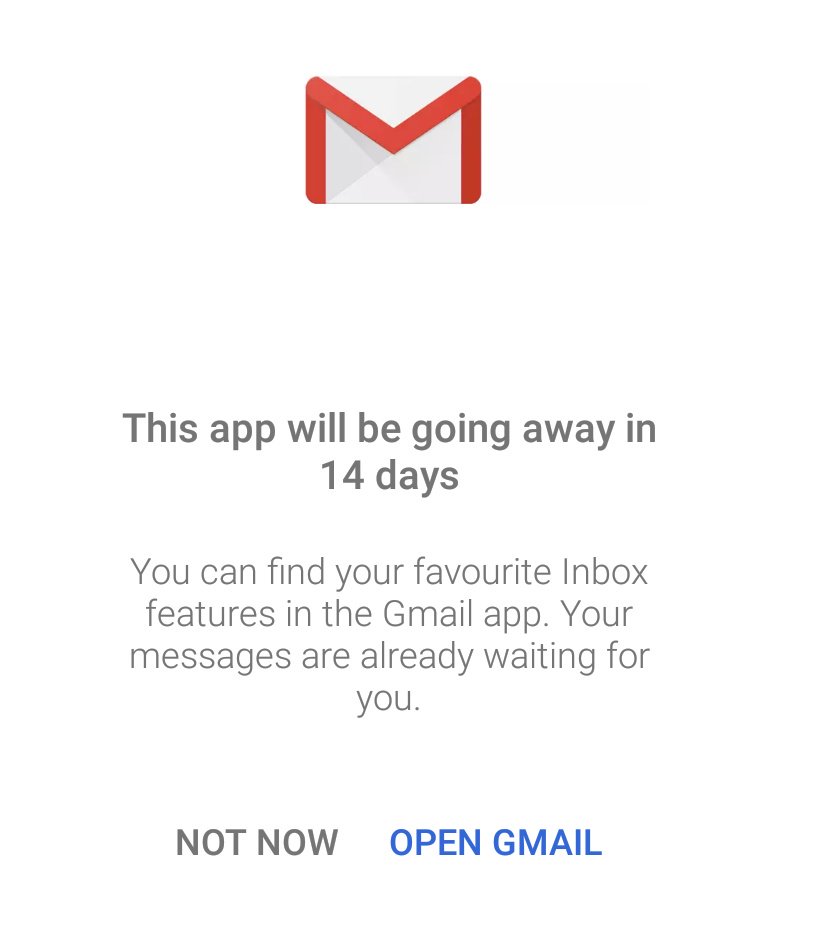 This app will be going away in
14 days
You can find your favourite Inbox
features in the Gmail app. Your
messages are already waiting for
you.
NOT NOW OPEN GMAIL